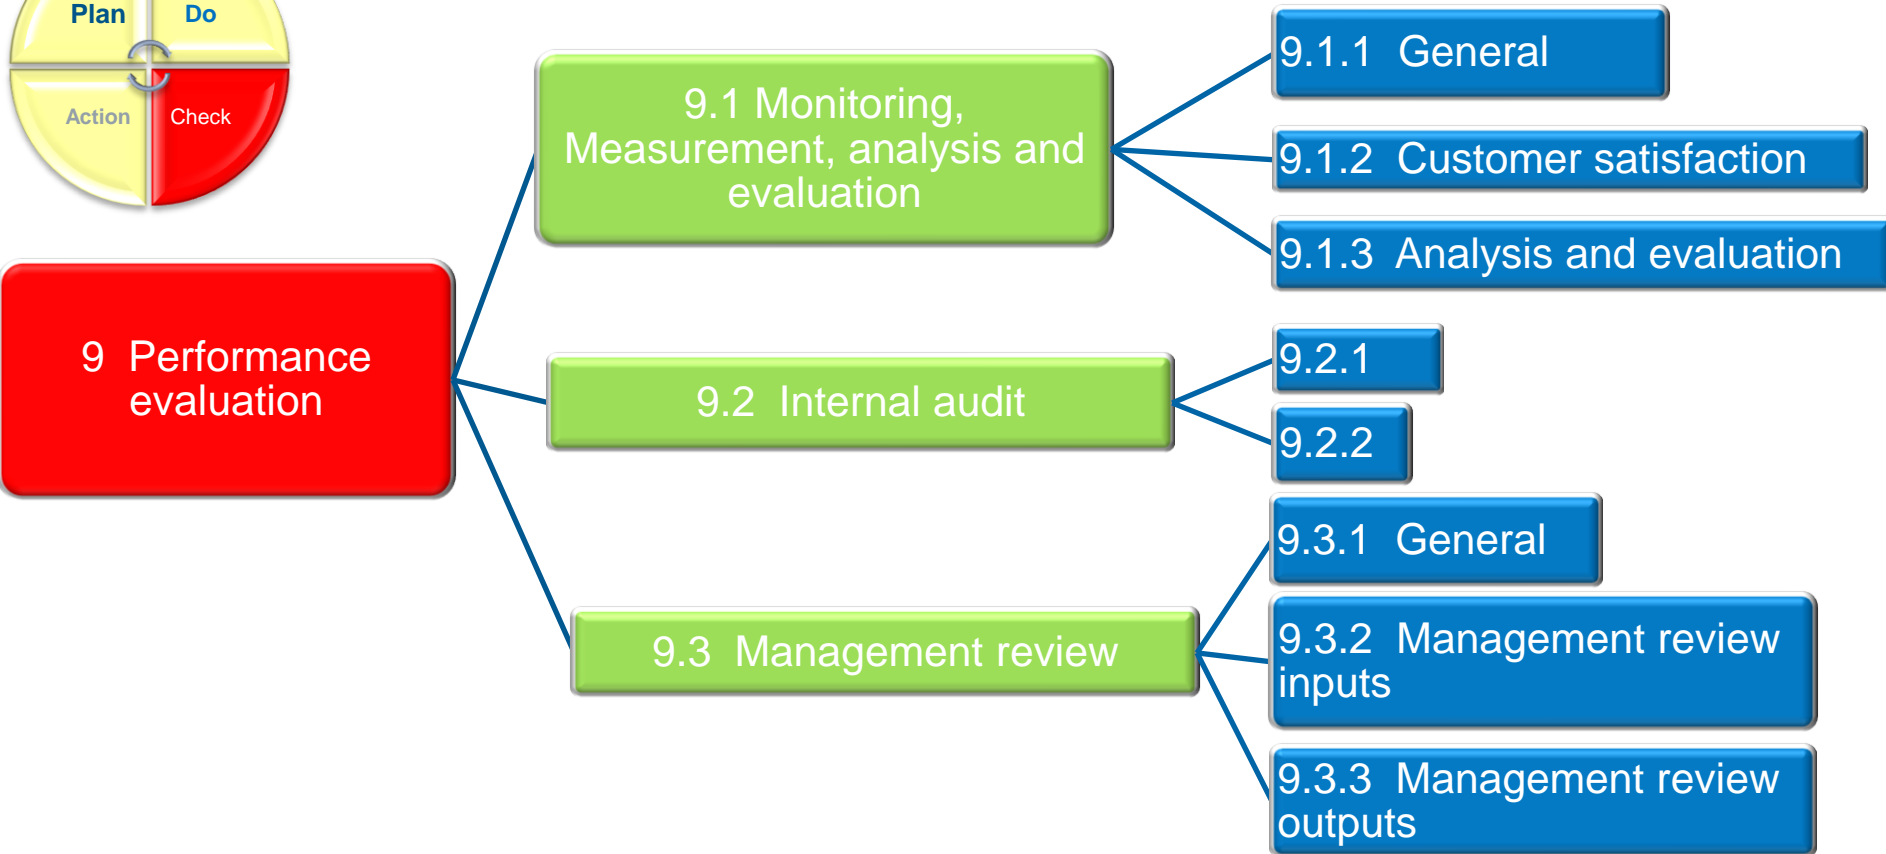 Plan
Do
Action
Check
9 Performance
evaluation
9.1 Monitoring,
Measurement, analysis and
evaluation
9.1.1 General
9.1.2 Customer satisfaction
9.1.3 Analysis and evaluation
9.2 Internal audit
9.2.1
9.2.2
9.3 Management review
9.3.1 General
9.3.2 Management review
inputs
9.3.3 Management review
outputs